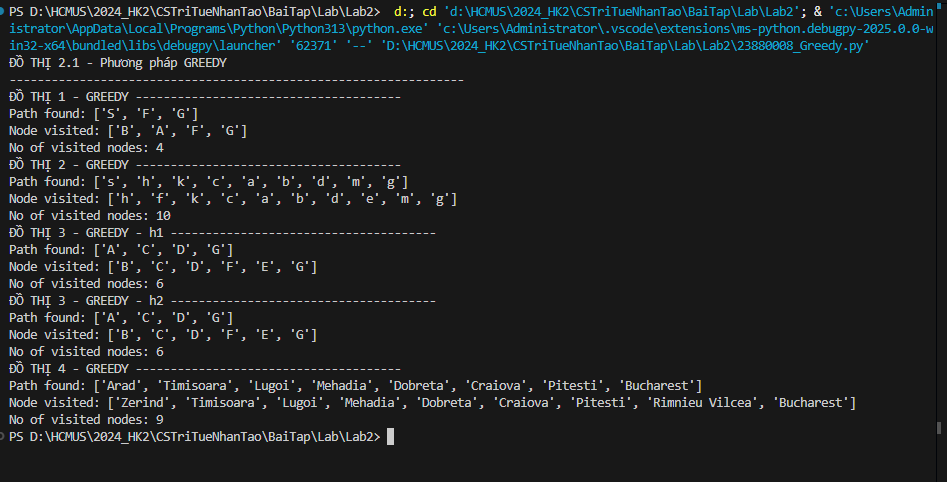 PS D:\HCMUS\2024_HK2\CSTriTueNhanTao\BaiTap\Lab\Lab2>  d:; cd 'd:\HCMUS\2024_HK2\CSTriTueNhanTao\BaiTap\Lab\Lab2'; & 'c:\Users\Admin
istrator\AppData\Local\Programs\Python\Python313\python.exe' 'c:\Users\Administrator\.vscode\extensions\ms-python.debugpy-2025.0.0-w
in32-x64\bundled\libs\debugpy\launcher' '62371' '--' 'D:\HCMUS\2024_HK2\CSTriTueNhanTao\BaiTap\Lab\Lab2\23880008_Greedy.py'
ĐỒ THỊ 2.1 - Phương pháp GREEDY
----------------------------------------------------------------
ĐỒ THỊ 1 - GREEDY --------------------------------------
Path found: ['S', 'F', 'G']
Node visited: ['B', 'A', 'F', 'G']
No of visited nodes: 4
ĐỒ THỊ 2 - GREEDY --------------------------------------
Path found: ['s', 'h', 'k', 'c', 'a', 'b', 'd', 'm', 'g']
Node visited: ['h', 'f', 'k', 'c', 'a', 'b', 'd', 'e', 'm', 'g']
No of visited nodes: 10
ĐỒ THỊ 3 - GREEDY - h1 --------------------------------------
Path found: ['A', 'C', 'D', 'G']
Node visited: ['B', 'C', 'D', 'F', 'E', 'G']
No of visited nodes: 6
ĐỒ THỊ 3 - GREEDY - h2 --------------------------------------
Path found: ['A', 'C', 'D', 'G']
Node visited: ['B', 'C', 'D', 'F', 'E', 'G']
No of visited nodes: 6
ĐỒ THỊ 4 - GREEDY --------------------------------------
Path found: ['Arad', 'Timisoara', 'Lugoi', 'Mehadia', 'Dobreta', 'Craiova', 'Pitesti', 'Bucharest']
Node visited: ['Zerind', 'Timisoara', 'Lugoi', 'Mehadia', 'Dobreta', 'Craiova', 'Pitesti', 'Rimnieu Vilcea', 'Bucharest']
No of visited nodes: 9
PS D:\HCMUS\2024_HK2\CSTriTueNhanTao\BaiTap\Lab\Lab2>